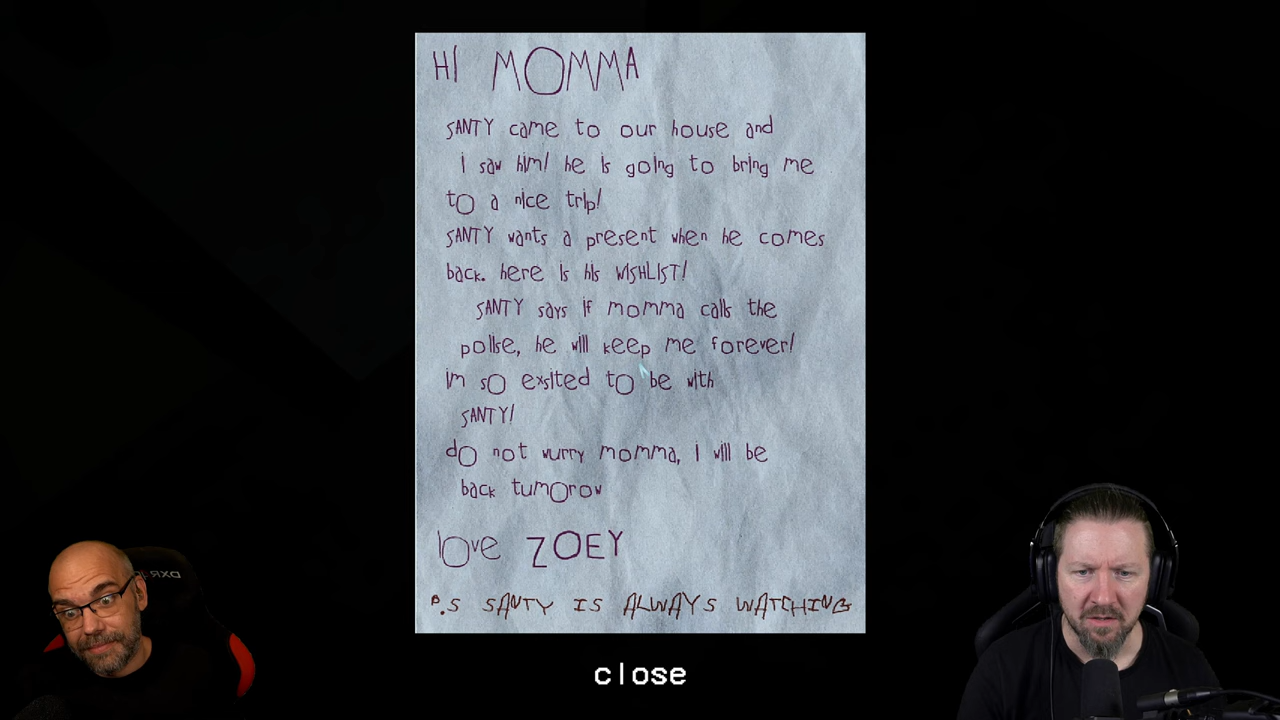 HI MOMMA
SANTY came to our house and
i saw him! he is going to bring me
to a nice trip!
SANTY wants a present when he comes
back. here is his WISHLIST!
SANTY says if momma calls the
polise, he will keep me forever!
im so exsited to be with
SANTY!
do not wurry momma, i will be
back tumorow
love ZOEY
P.S SANTY IS ALWAYS WATCHING
close